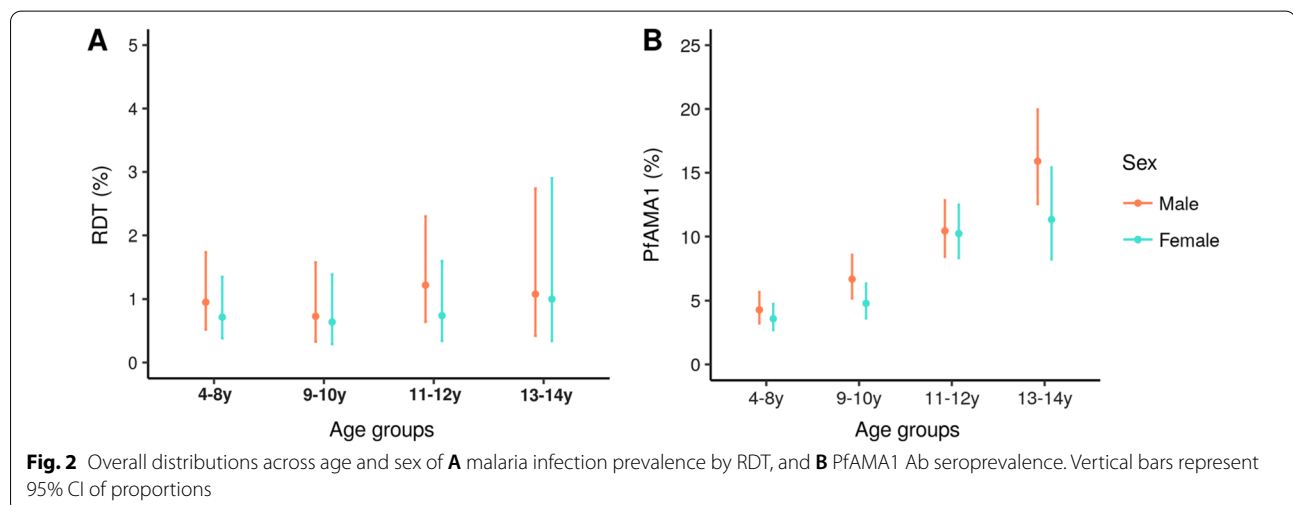 A
5
4
3
2
1
0
RDT (%)
4-8y 9-10y 11-12y 13-14y
Age groups
B
25
20
15
10
5
0
PfAMA1 (%)
4-8y 9-10y 11-12y 13-14y
Age groups
Sex
Male
Female
Fig. 2 Overall distributions across age and sex of A malaria infection prevalence by RDT, and B PfAMA1 Ab seroprevalence. Vertical bars represent
95% CI of proportions